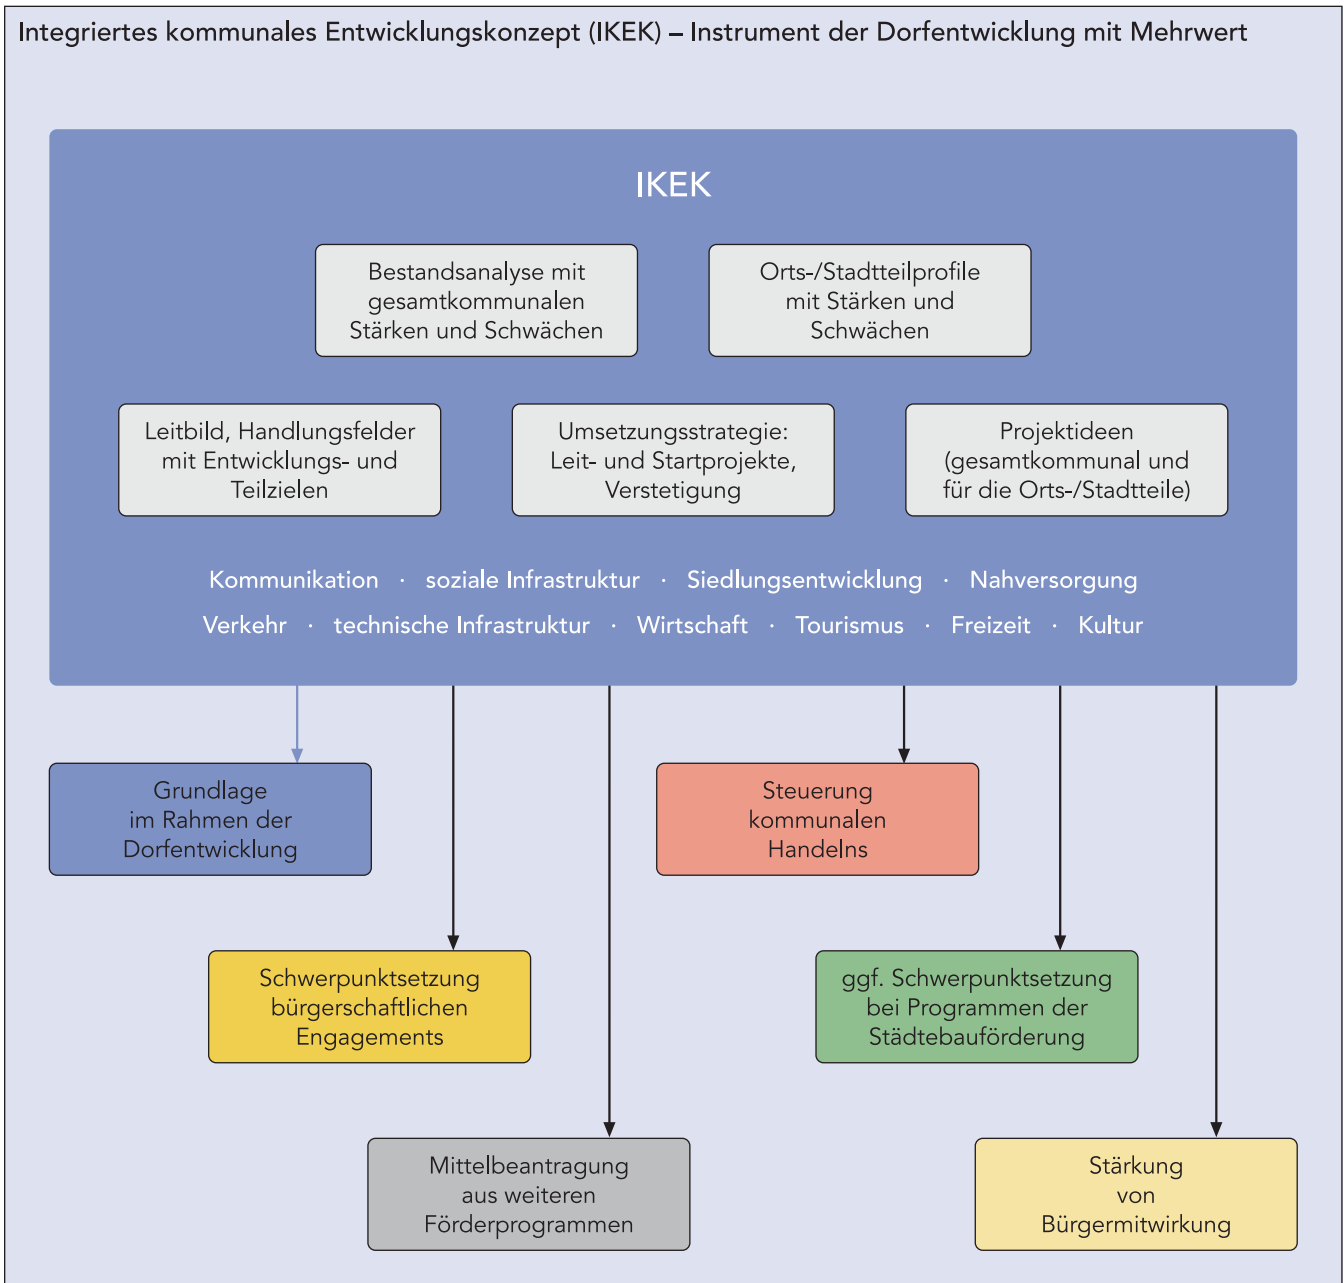 Integriertes kommunales Entwicklungskonzept (IKEK) – Instrument der Dorfentwicklung mit Mehrwert
IKEK
Bestandsanalyse mit
gesamtkommunalen
Stärken und Schwächen
Orts-/Stadtteilprofile
mit Stärken und
Schwächen
Leitbild, Handlungsfelder
mit Entwicklungs- und
Teilzielen
Umsetzungsstrategie:
Leit- und Startprojekte,
Verstetigung
Projektideen
(gesamtkommunal und
für die Orts-/Stadtteile)
Kommunikation · soziale Infrastruktur · Siedlungsentwicklung · Nahversorgung
Verkehr · technische Infrastruktur · Wirtschaft · Tourismus · Freizeit · Kultur
Grundlage
im Rahmen der
Dorfentwicklung
Steuerung
kommunalen
Handelns
Schwerpunktsetzung
bürgerschaftlichen
Engagements
ggf. Schwerpunktsetzung
bei Programmen der
Städtebauförderung
Mittelbeantragung
aus weiteren
Förderprogrammen
Stärkung
von
Bürgermitwirkung